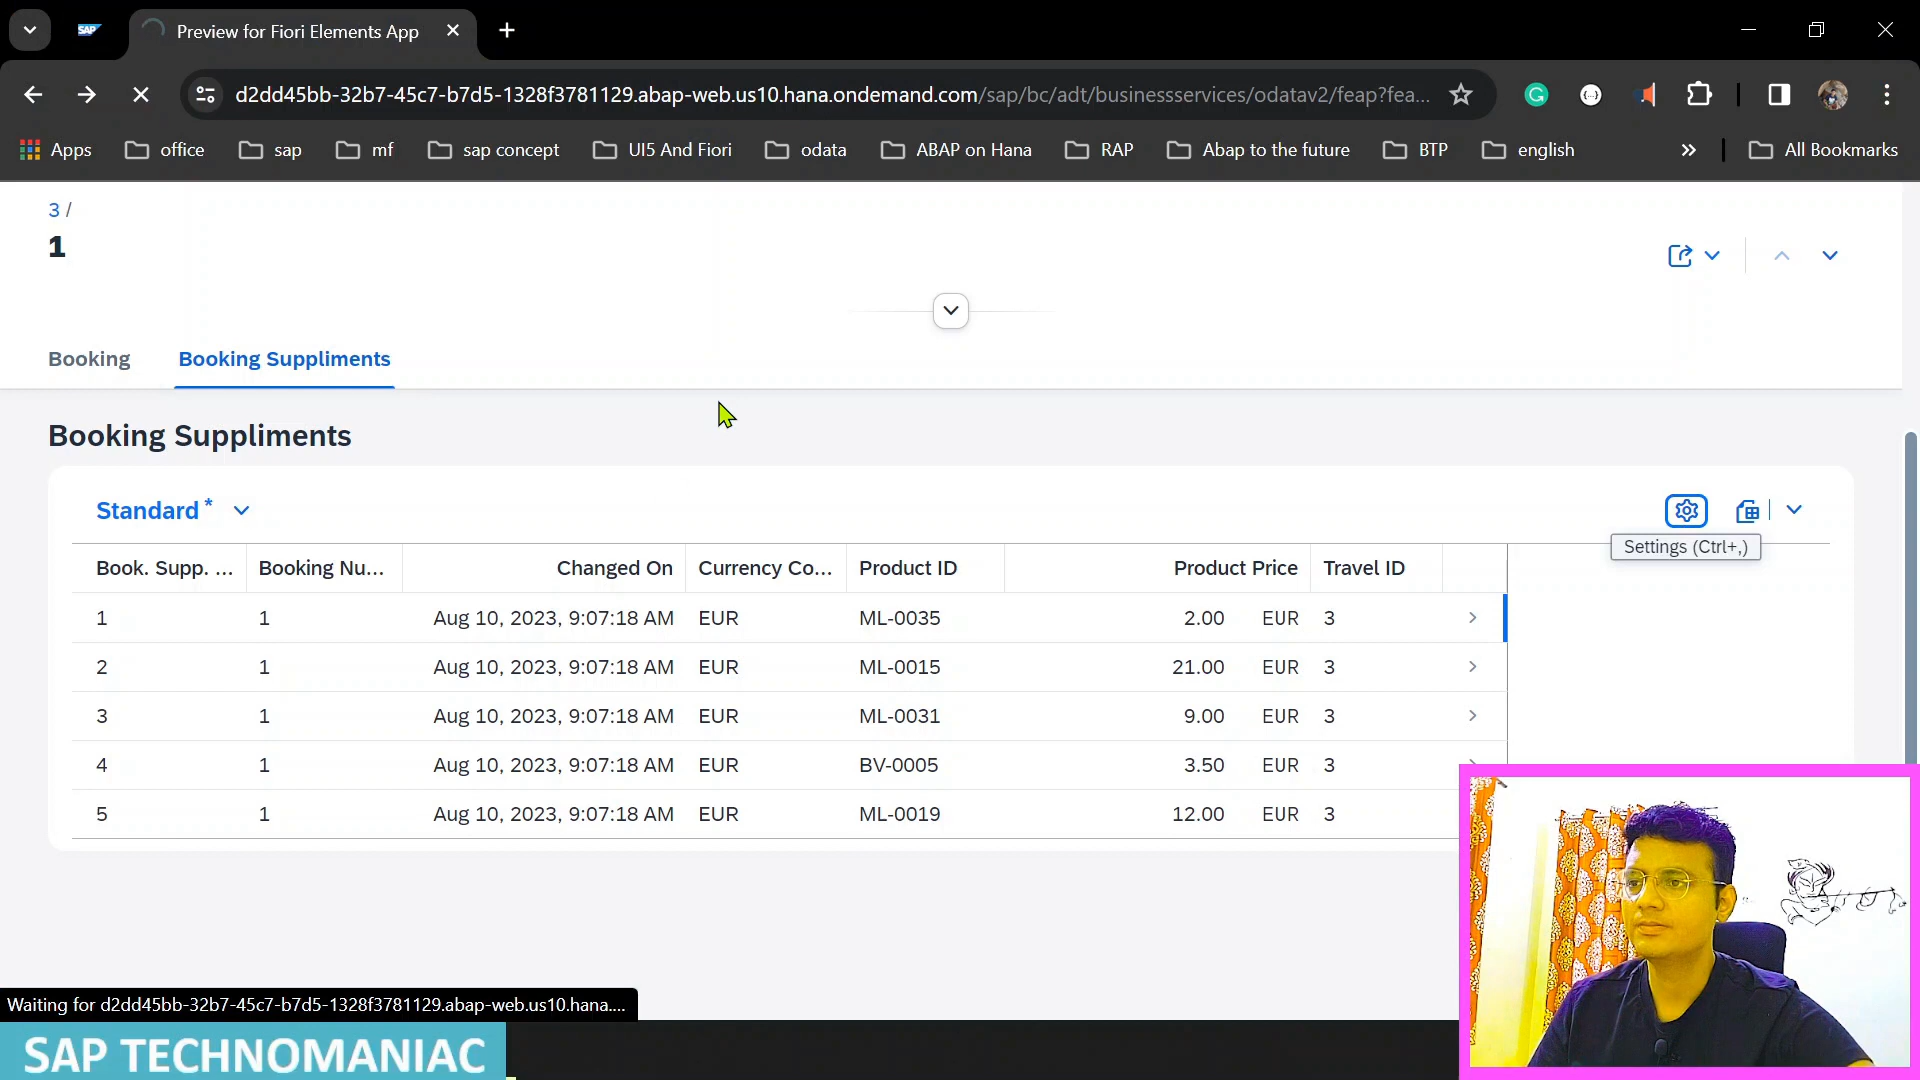 SAP
Preview for Fiori Elements App
d2dd45bb-32b7-45c7-b7d5-1328f3781129.abap-web.us10.hana.ondemand.com/sap/bc/adt/businessservices/odatav2/feap?fea...
Apps office sap mf sap concept UI5 And Fiori odata ABAP on Hana RAP Abap to the future BTP english » All Bookmarks
3 /
1
Booking Booking Suppliments
Booking Suppliments
Standard *
Settings (Ctrl+,)
Book. Supp. ... Booking Nu... Changed On Currency Co... Product ID Product Price Travel ID
1 1 Aug 10, 2023, 9:07:18 AM EUR ML-0035 2.00 EUR 3
2 1 Aug 10, 2023, 9:07:18 AM EUR ML-0015 21.00 EUR 3
3 1 Aug 10, 2023, 9:07:18 AM EUR ML-0031 9.00 EUR 3
4 1 Aug 10, 2023, 9:07:18 AM EUR BV-0005 3.50 EUR 3
5 1 Aug 10, 2023, 9:07:18 AM EUR ML-0019 12.00 EUR 3
Waiting for d2dd45bb-32b7-45c7-b7d5-1328f3781129.abap-web.us10.hana....
SAP TECHNOMANIAC